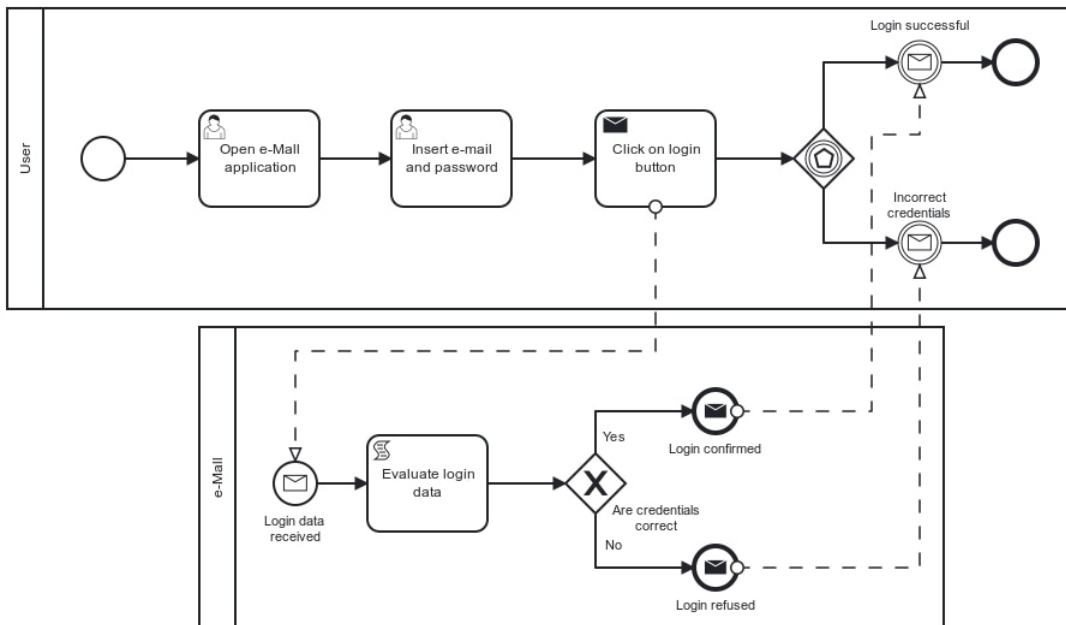 User
Open e-Mall
application
Insert e-mail
and password
Click on login
button
Login successful
Incorrect
credentials
e-Mall
Login data
received
Evaluate login
data
Yes
Are credentials
correct
No
Login confirmed
Login refused